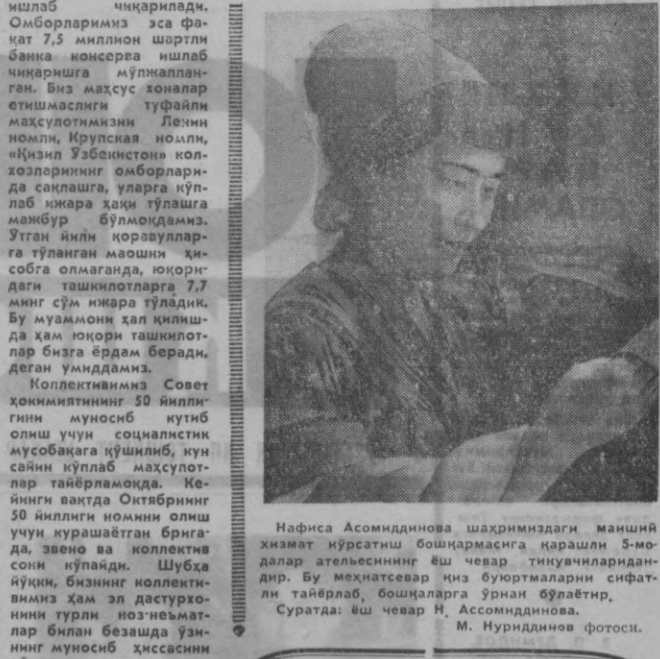 ишлаб чиқарилади.
Омборларимиз эса фа-
қат 7,5 миллион шартли
банка консерва ишлаб
чиқаришга мўлжаллан-
ган. Биз махсус хоналар
етишмаслиги туфайли
маҳсулотимизни Ленин
номли, Крупская номли,
«Қизил Ўзбекистон» кол-
хозларининг омборлари-
да сақлашга, уларга кўп-
лаб ижара ҳақи тўлашга
мажбур бўлмоқдамиз.
Ўтган йили қоравуллар-
га тўланган маошни ҳи-
собга олмаганда, юқори-
даги ташкилотларга 7,7
минг сўм ижара тўладик.
Бу муаммони ҳал қилиш-
да ҳам юқори ташкилот-
лар бизга ёрдам беради,
деган умиддамиз.
Коллективимиз Совет
ҳокимиятининг 50 йилли-
гини муносиб кутиб
олиш учун социалистик
мусобақага қўшилиб, кун
сайин кўплаб маҳсулот-
лар тайёрламоқда. Ке-
йинги вақтда Октябрнинг
50 йиллиги номини олиш
учун курашаётган брига-
да, звено ва коллектив
сони кўпайди. Шубҳа
йўқки, бизнинг коллекти-
вимиз ҳам эл дастурхо-
нини турли ноз-неъмат-
лар билан безашда ўзи-
нинг муносиб ҳиссасини
Нафиса Асомиддинова шаҳримиздаги маиший
хизмат кўрсатиш бошқармасига қарашли 5-мо-
далар ательесининг ёш чевар тикувчиларидан-
дир. Бу меҳнатсевар қиз буюртмаларни сифат-
ли тайёрлаб, бошқаларга ўрнак бўлаётир.
Суратда: ёш чевар Н. Ассомиддинова.
М. Нуриддинов фотоси.